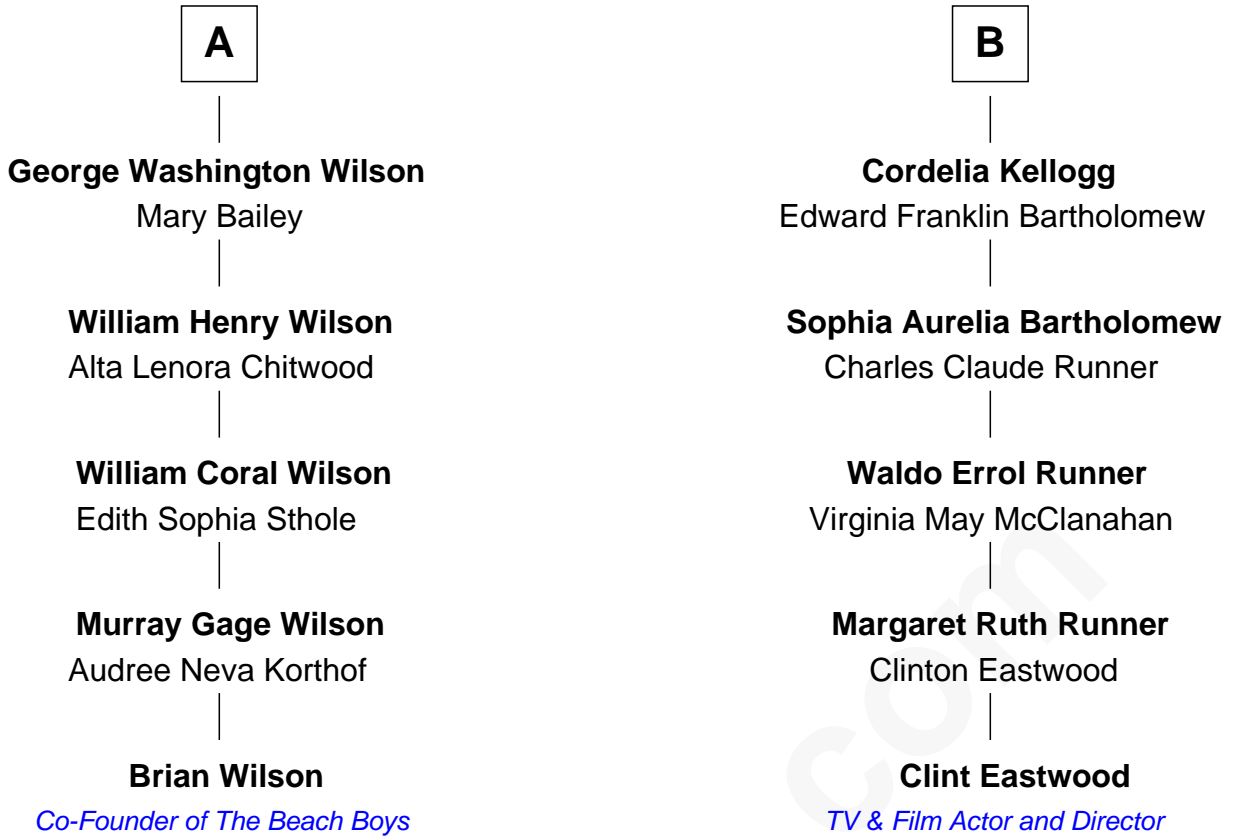 A
George Washington Wilson
Mary Bailey
William Henry Wilson
Alta Lenora Chitwood
William Coral Wilson
Edith Sophia Sthole
Murray Gage Wilson
Audree Neva Korthof
Brian Wilson
Co-Founder of The Beach Boys
B
Cordelia Kellogg
Edward Franklin Bartholomew
Sophia Aurelia Bartholomew
Charles Claude Runner
Waldo Errol Runner
Virginia May McClanahan
Margaret Ruth Runner
Clinton Eastwood
Clint Eastwood
TV & Film Actor and Director
com